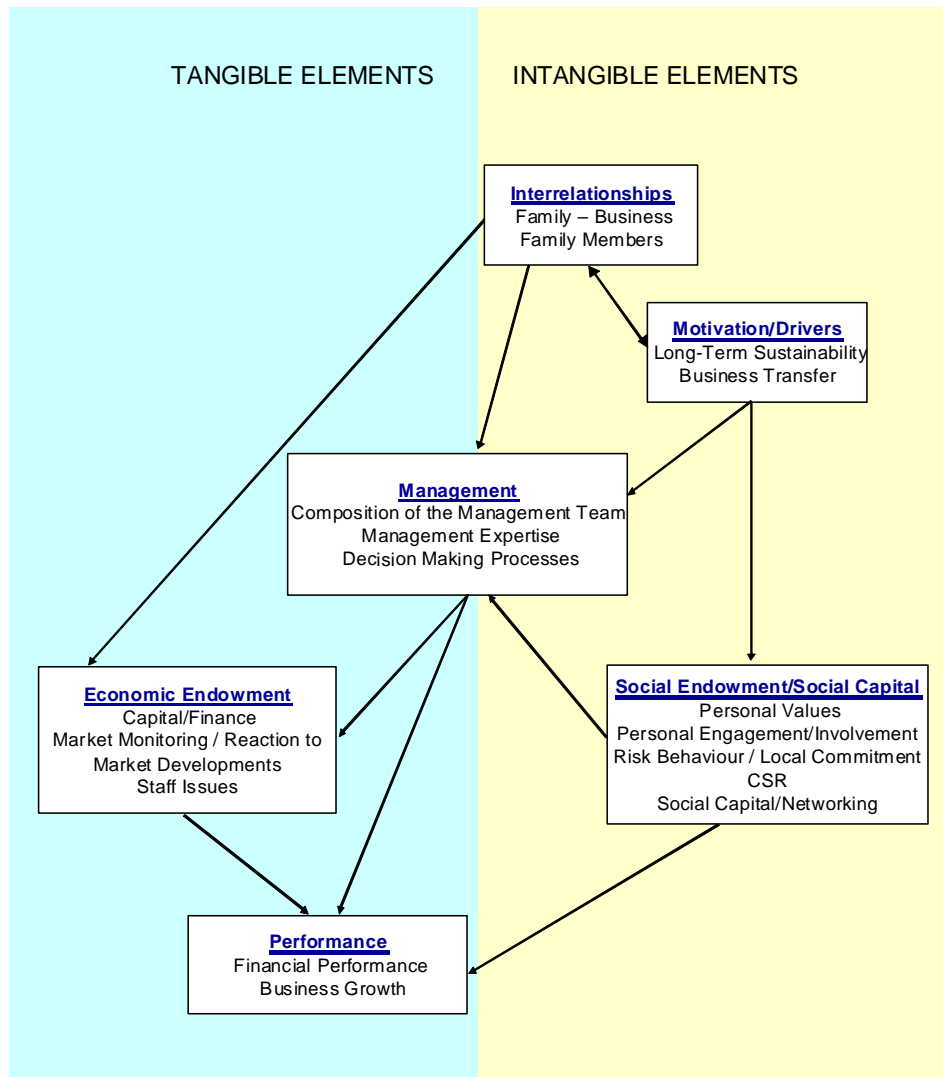 TANGIBLE ELEMENTS
INTANGIBLE ELEMENTS
Interrelationships
Family – Business
Family Members
Motivation/Drivers
Long-Term Sustainability
Business Transfer
Management
Composition of the Management Team
Management Expertise
Decision Making Processes
Economic Endowment
Capital/Finance
Market Monitoring / Reaction to
Market Developments
Staff Issues
Social Endowment/Social Capital
Personal Values
Personal Engagement/Involvement
Risk Behaviour / Local Commitment
CSR
Social Capital/Networking
Performance
Financial Performance
Business Growth